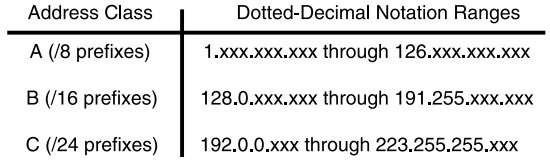 Address Class Dotted-Decimal Notation Ranges
A (/8 prefixes) 1.xxx.xxx.xxx through 126.xxx.xxx.xxx
B (/16 prefixes) 128.0.xxx.xxx through 191.255.xxx.xxx
C (/24 prefixes) 192.0.0.xxx through 223.255.255.xxx